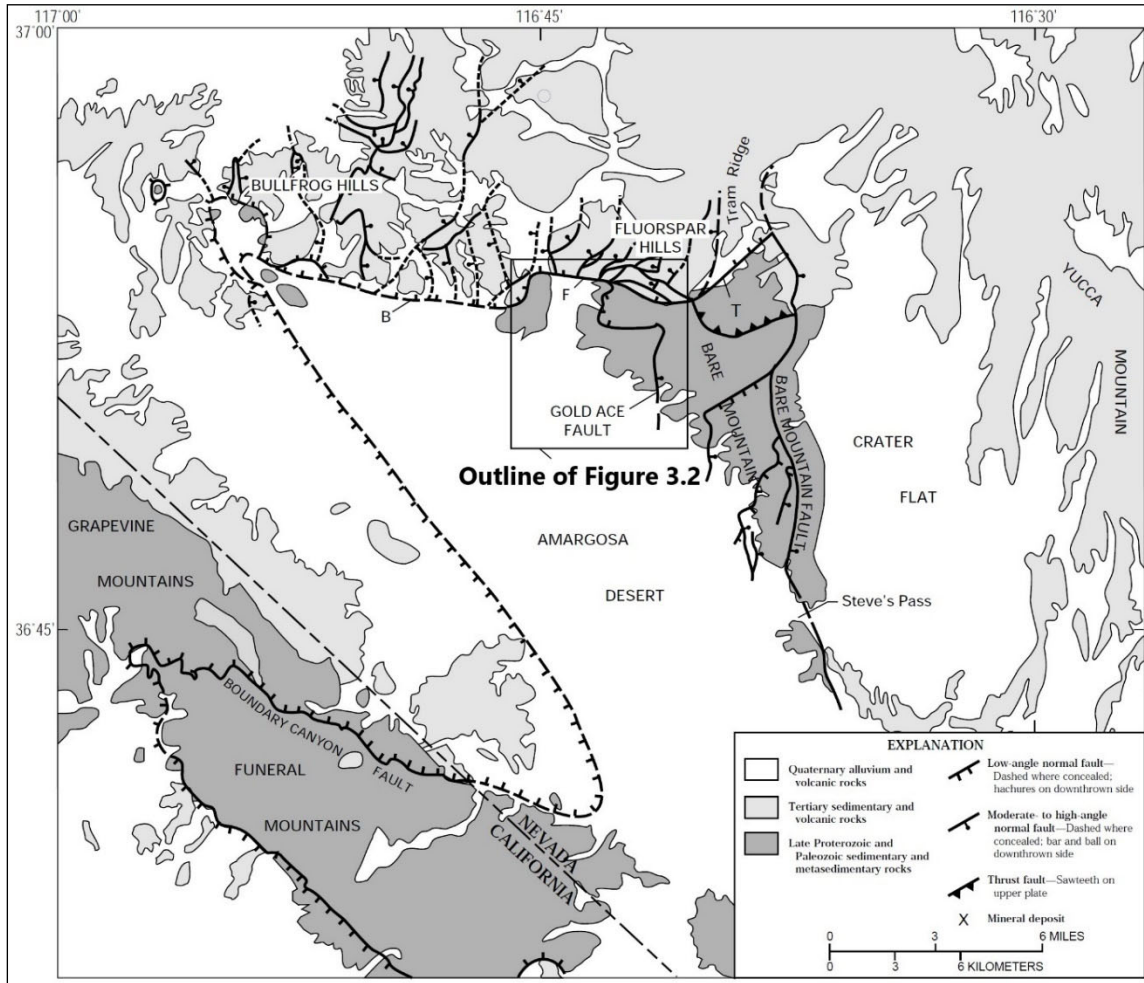 117°00'
116°45'
116°30'
37°00'
BULLFROG HILLS
FLUORSPAR
HILLS
Tram Ridge
YUCCA
MOUNTAIN
B
F
T
BARE
MOUNTAIN
BARE MOUNTAIN FAULT
GOLD ACE
FAULT
CRATER
FLAT
Outline of Figure 3.2
GRAPEVINE
MOUNTAINS
AMARGOSA
DESERT
Steve's Pass
36°45'
BOUNDARY CANYON
FAULT
FUNERAL
MOUNTAINS
NEVADA
CALIFORNIA
EXPLANATION
Quaternary alluvium and
volcanic rocks
Tertiary sedimentary and
volcanic rocks
Late Proterozoic and
Paleozoic sedimentary and
metasedimentary rocks
Low-angle normal fault—
Dashed where concealed;
hachures on downthrown side
Moderate- to high-angle
normal fault—Dashed where
concealed; bar and ball on
downthrown side
Thrust fault—Sawteeth on
upper plate
X Mineral deposit
0 3 6 MILES
0 3 6 KILOMETERS